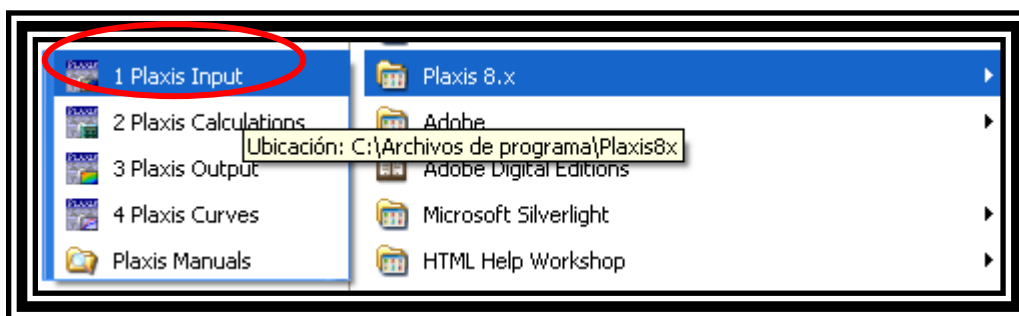 1 Plaxis Input
2 Plaxis Calculations
3 Plaxis Output
4 Plaxis Curves
Plaxis Manuals
Plaxis 8.x
Adobe
Ubicación: C:\Archivos de programa\Plaxis8x
Adobe Digital Editions
Microsoft Silverlight
HTML Help Workshop